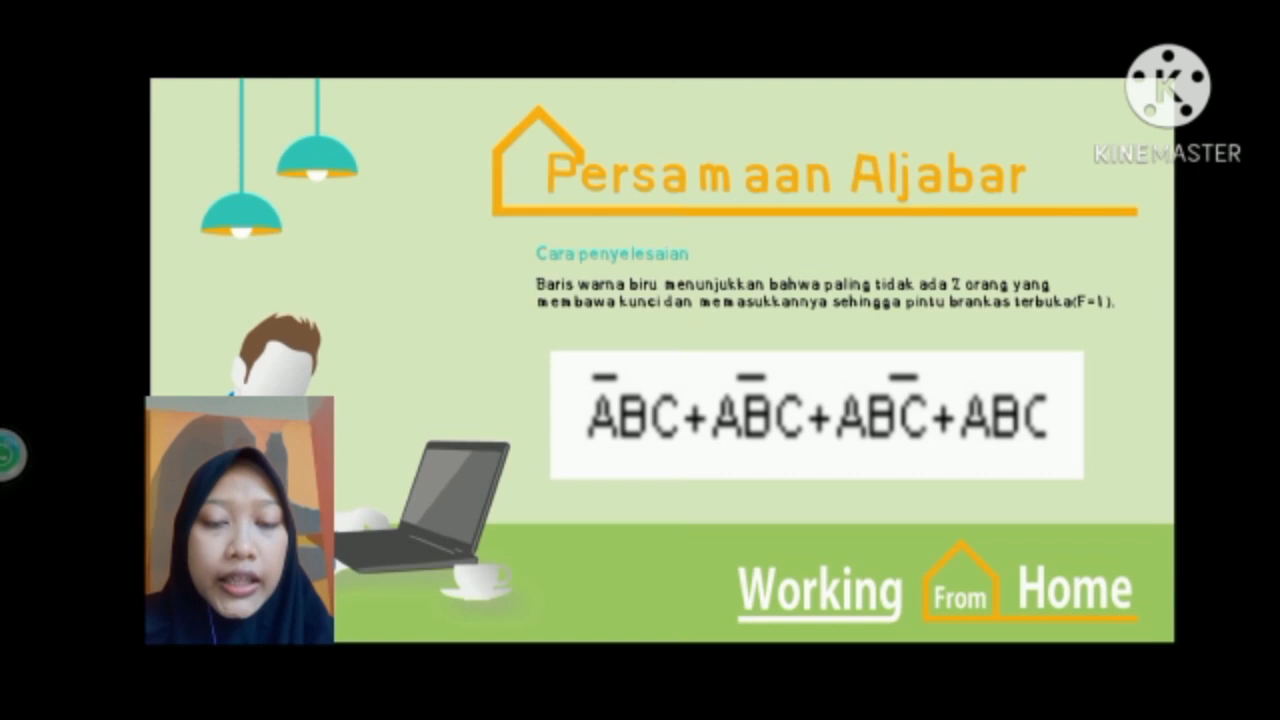 KINEMASTER
Persamaan Aljabar
Cara penyelesaian
Baris warna biru menunjukkan bahwa paling tidak ada 2 orang yang
membawa kunci dan memasukkannya sehingga pintu brankas terbuka(F=1).
A̅BC+AB̅C+ABC̅+ABC
Working From Home